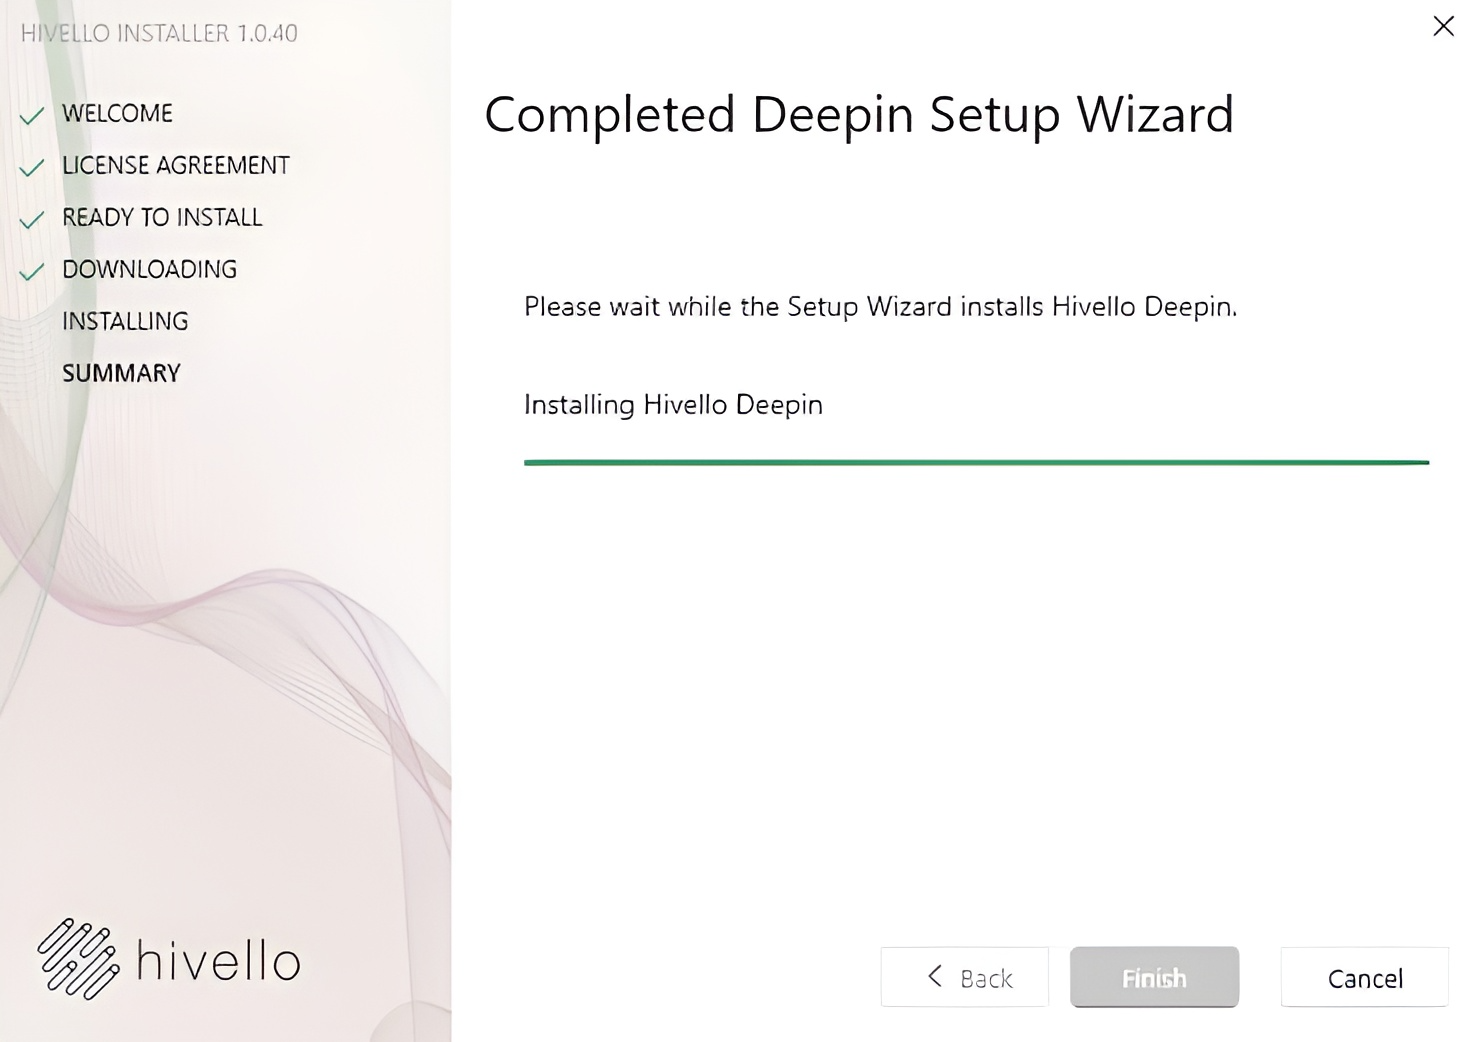 HIVELLO INSTALLER 1.0.40
WELCOME
LICENSE AGREEMENT
READY TO INSTALL
DOWNLOADING
INSTALLING
SUMMARY
hivello
Completed Deepin Setup Wizard
Please wait while the Setup Wizard installs Hivello Deepin.
Installing Hivello Deepin
Back
Finish
Cancel